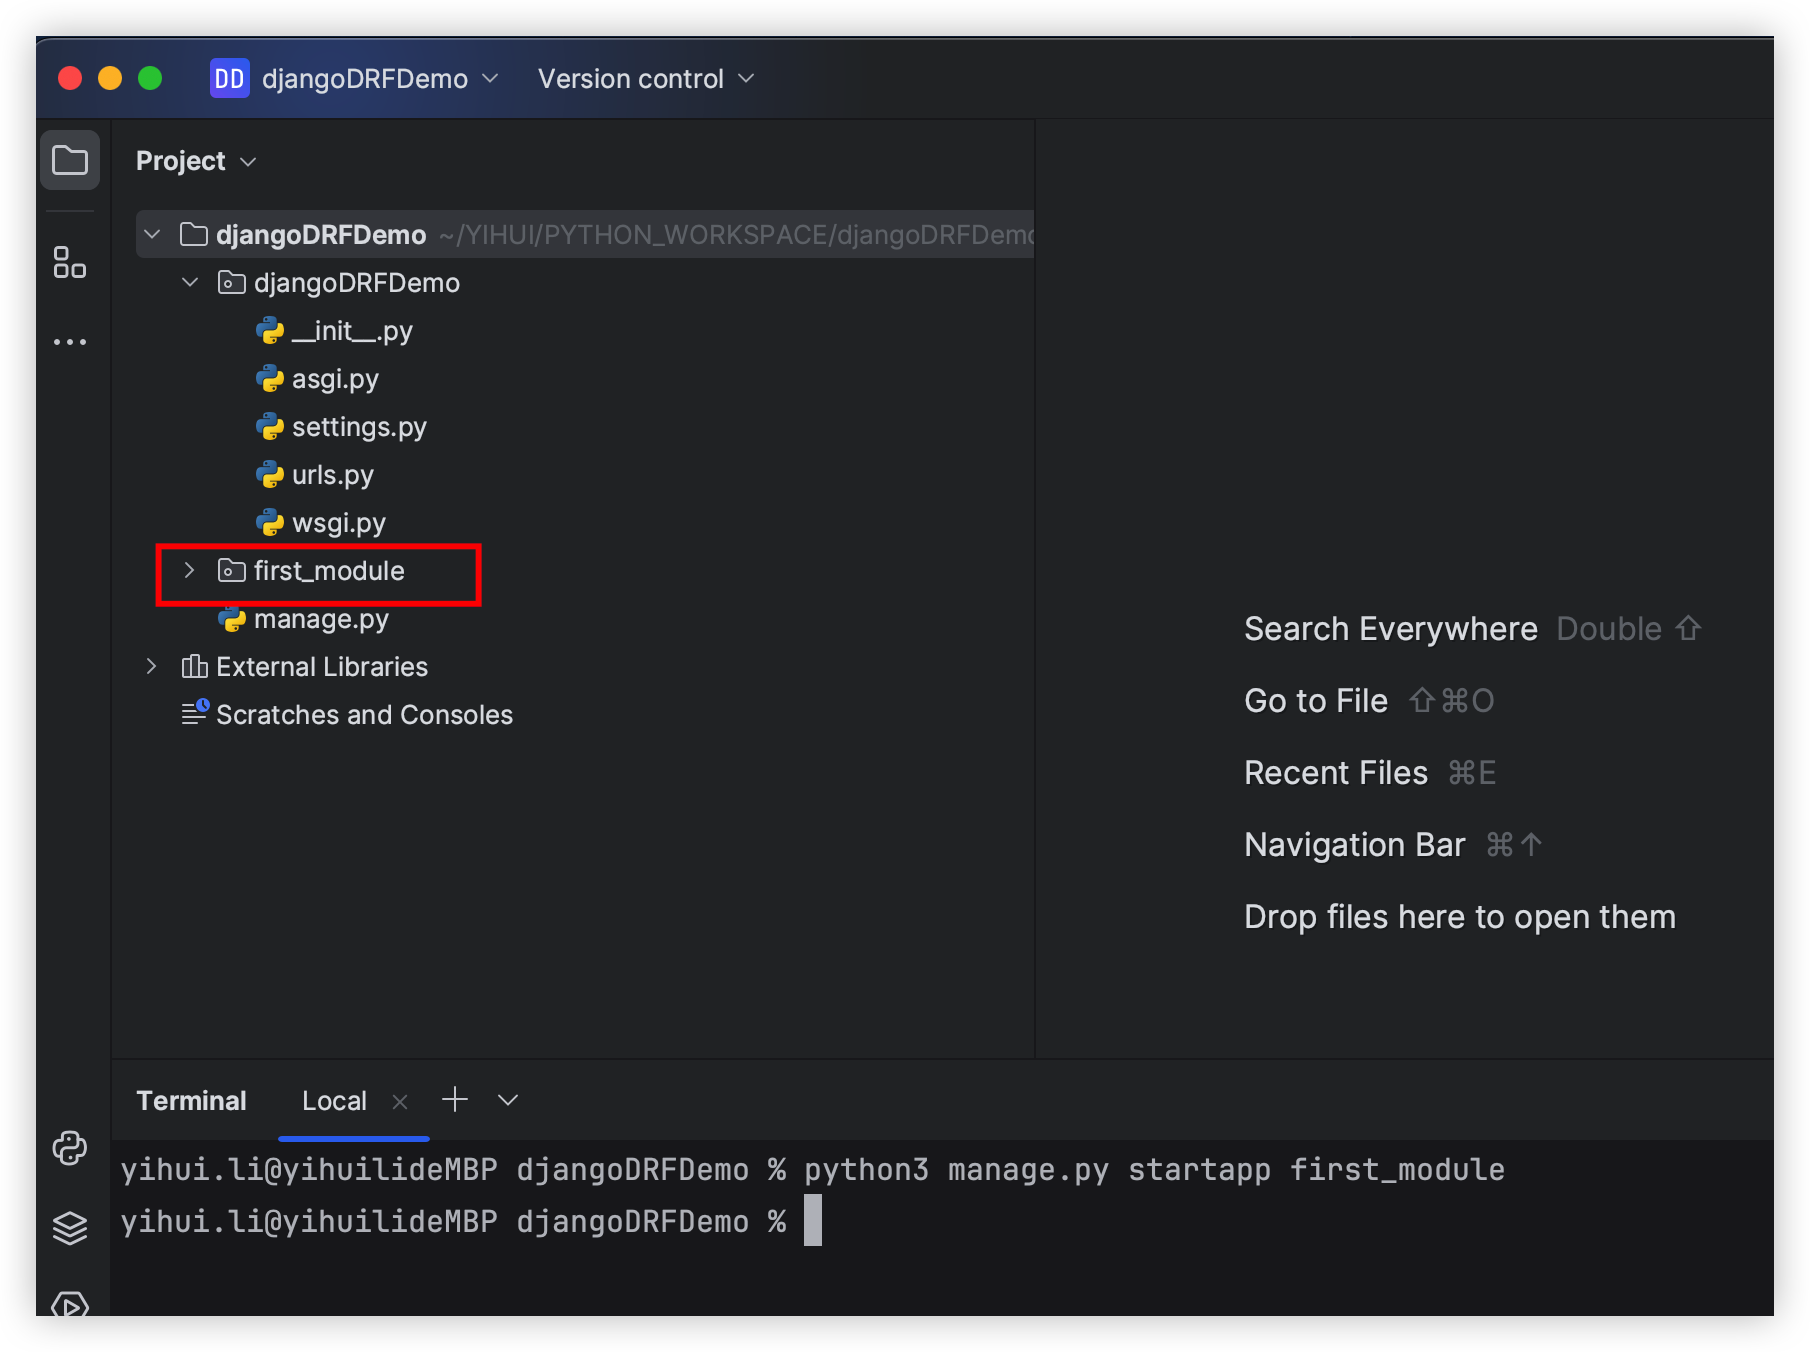 DD djangoDRFDemo Version control
Project
djangoDRFDemo ~/YIHUI/PYTHON_WORKSPACE/djangoDRFDemo
djangoDRFDemo
__init__.py
asgi.py
settings.py
urls.py
wsgi.py
first_module
manage.py
External Libraries
Scratches and Consoles
Search Everywhere Double ⇧
Go to File ⇧⌘O
Recent Files ⌘E
Navigation Bar ⌘↑
Drop files here to open them
Terminal Local
yihui.li@yihuilideMBP djangoDRFDemo % python3 manage.py startapp first_module
yihui.li@yihuilideMBP djangoDRFDemo %